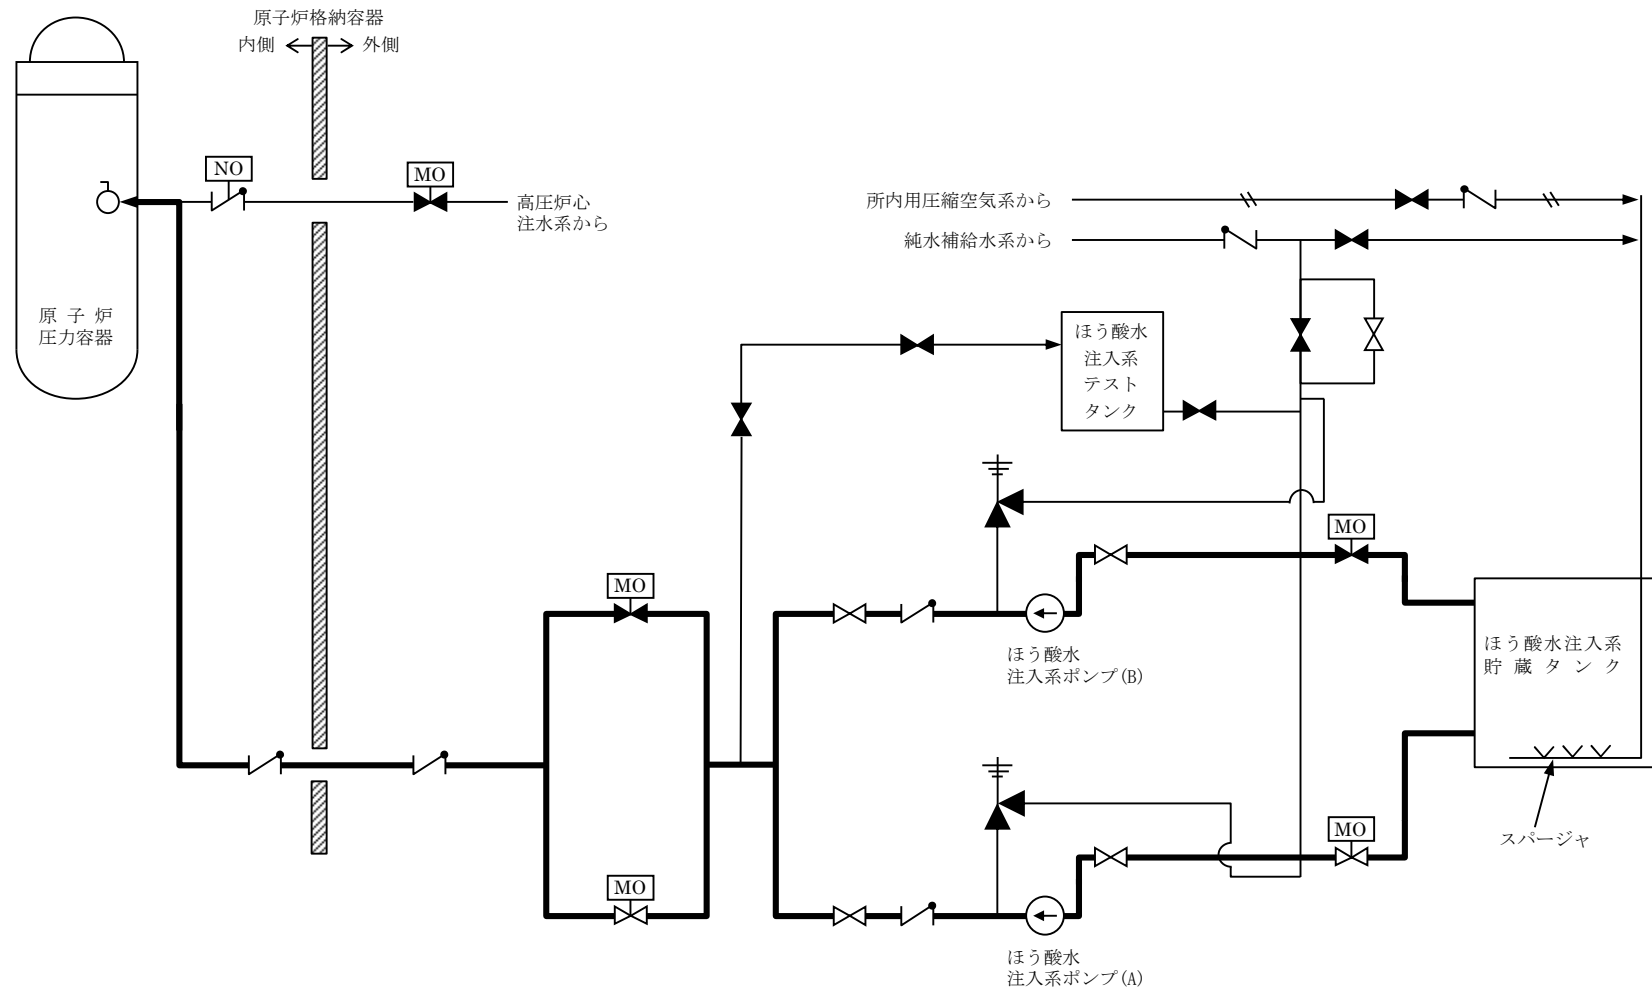 原子炉格納容器
内側 外側
NO
MO
高圧炉心
注水系から
所内用圧縮空気系から
純水補給水系から
原子炉
圧力容器
ほう酸水
注入系
テスト
タンク
MO
MO
ほう酸水
注入系ポンプ(B)
ほう酸水注入系
貯蔵タンク
MO
スパージャ
MO
ほう酸水
注入系ポンプ(A)